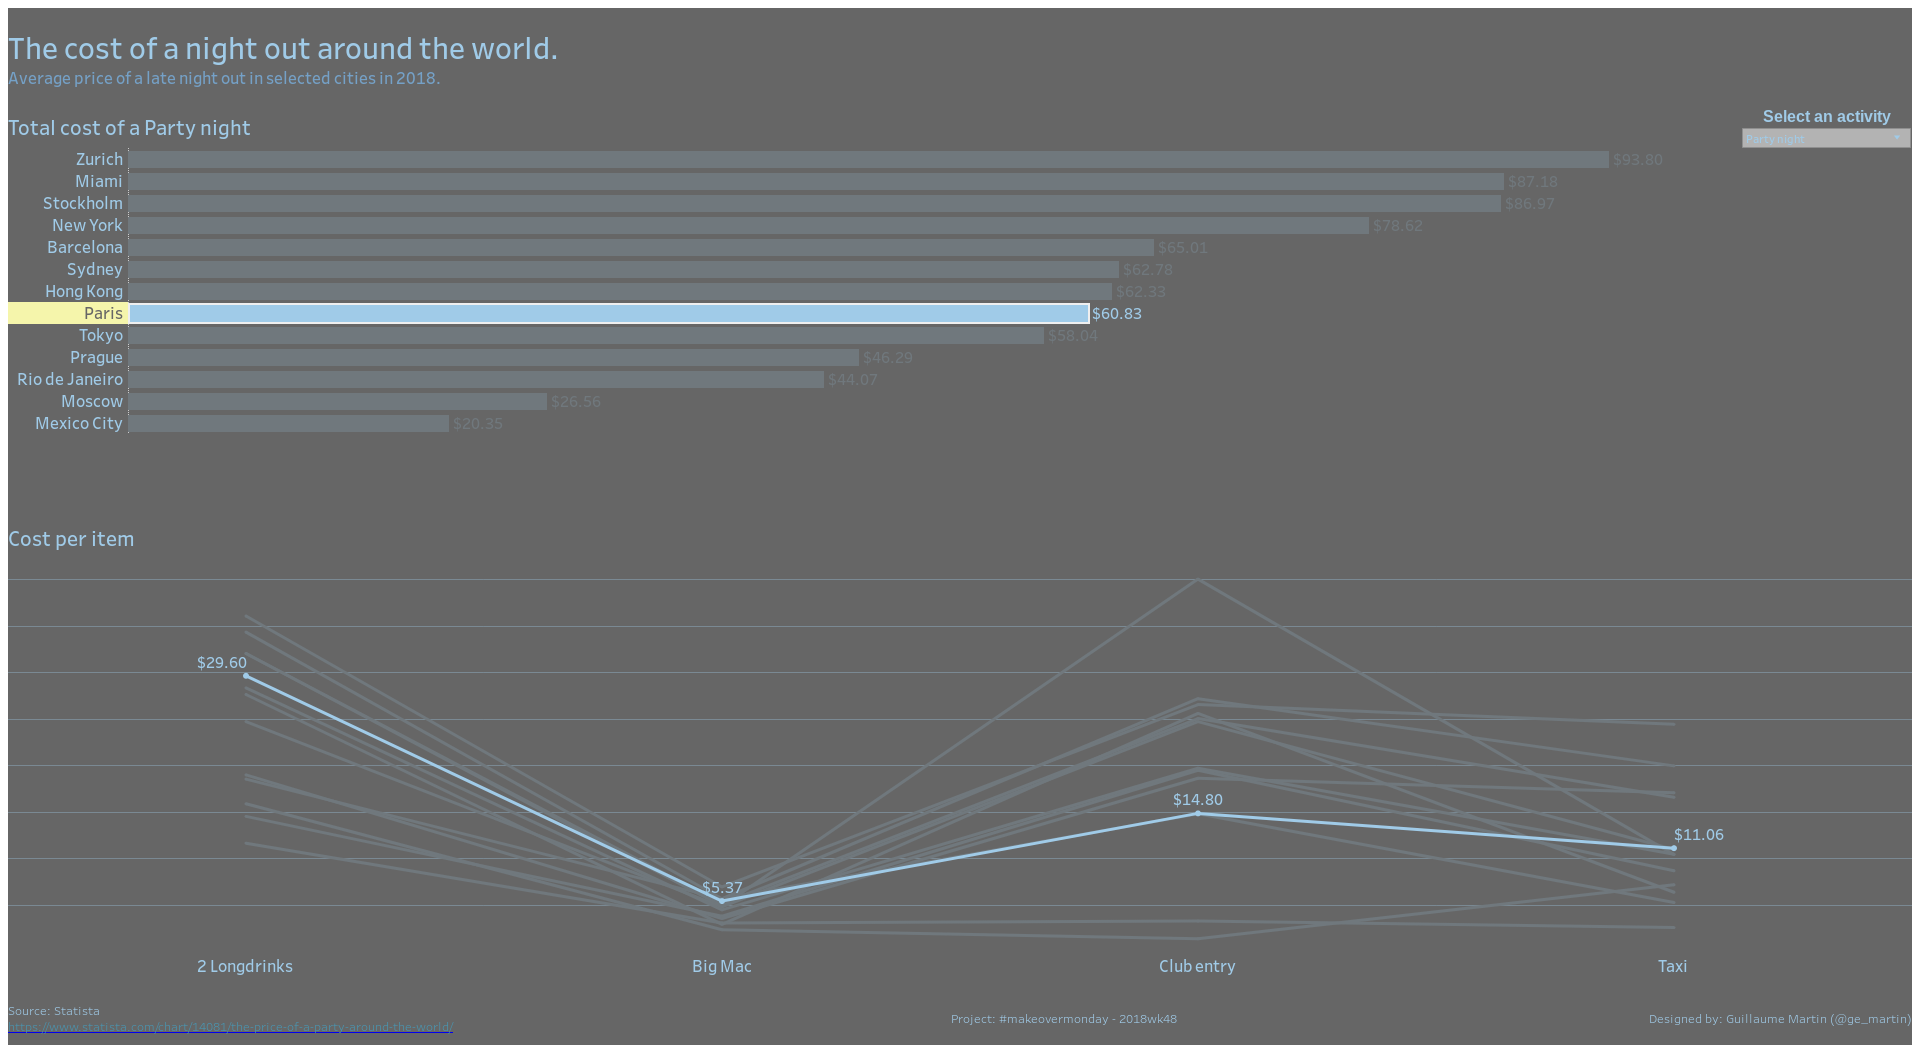 The cost of a night out around the world.
Average price of a late night out in selected cities in 2018.
Select an activity
Party night
Total cost of a Party night
Zurich $93.80
Miami $87.18
Stockholm $86.97
New York $78.62
Barcelona $65.01
Sydney $62.78
Hong Kong $62.33
Paris $60.83
Tokyo $58.04
Prague $46.29
Rio de Janeiro $44.07
Moscow $26.56
Mexico City $20.35
Cost per item
$29.60
$5.37
$14.80
$11.06
2 Longdrinks
Big Mac
Club entry
Taxi
Source: Statista
https://www.statista.com/chart/14081/the-price-of-a-party-around-the-world/
Project: #makeovermonday - 2018wk48
Designed by: Guillaume Martin (@ge_martin)